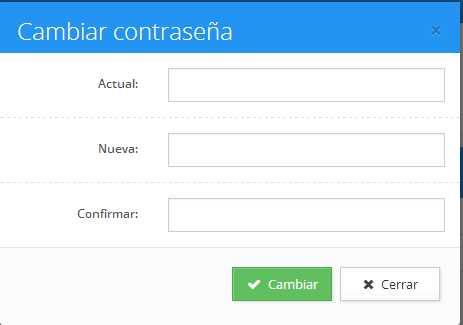 Cambiar contraseña
Actual:
Nueva:
Confirmar:
Cambiar
Cerrar